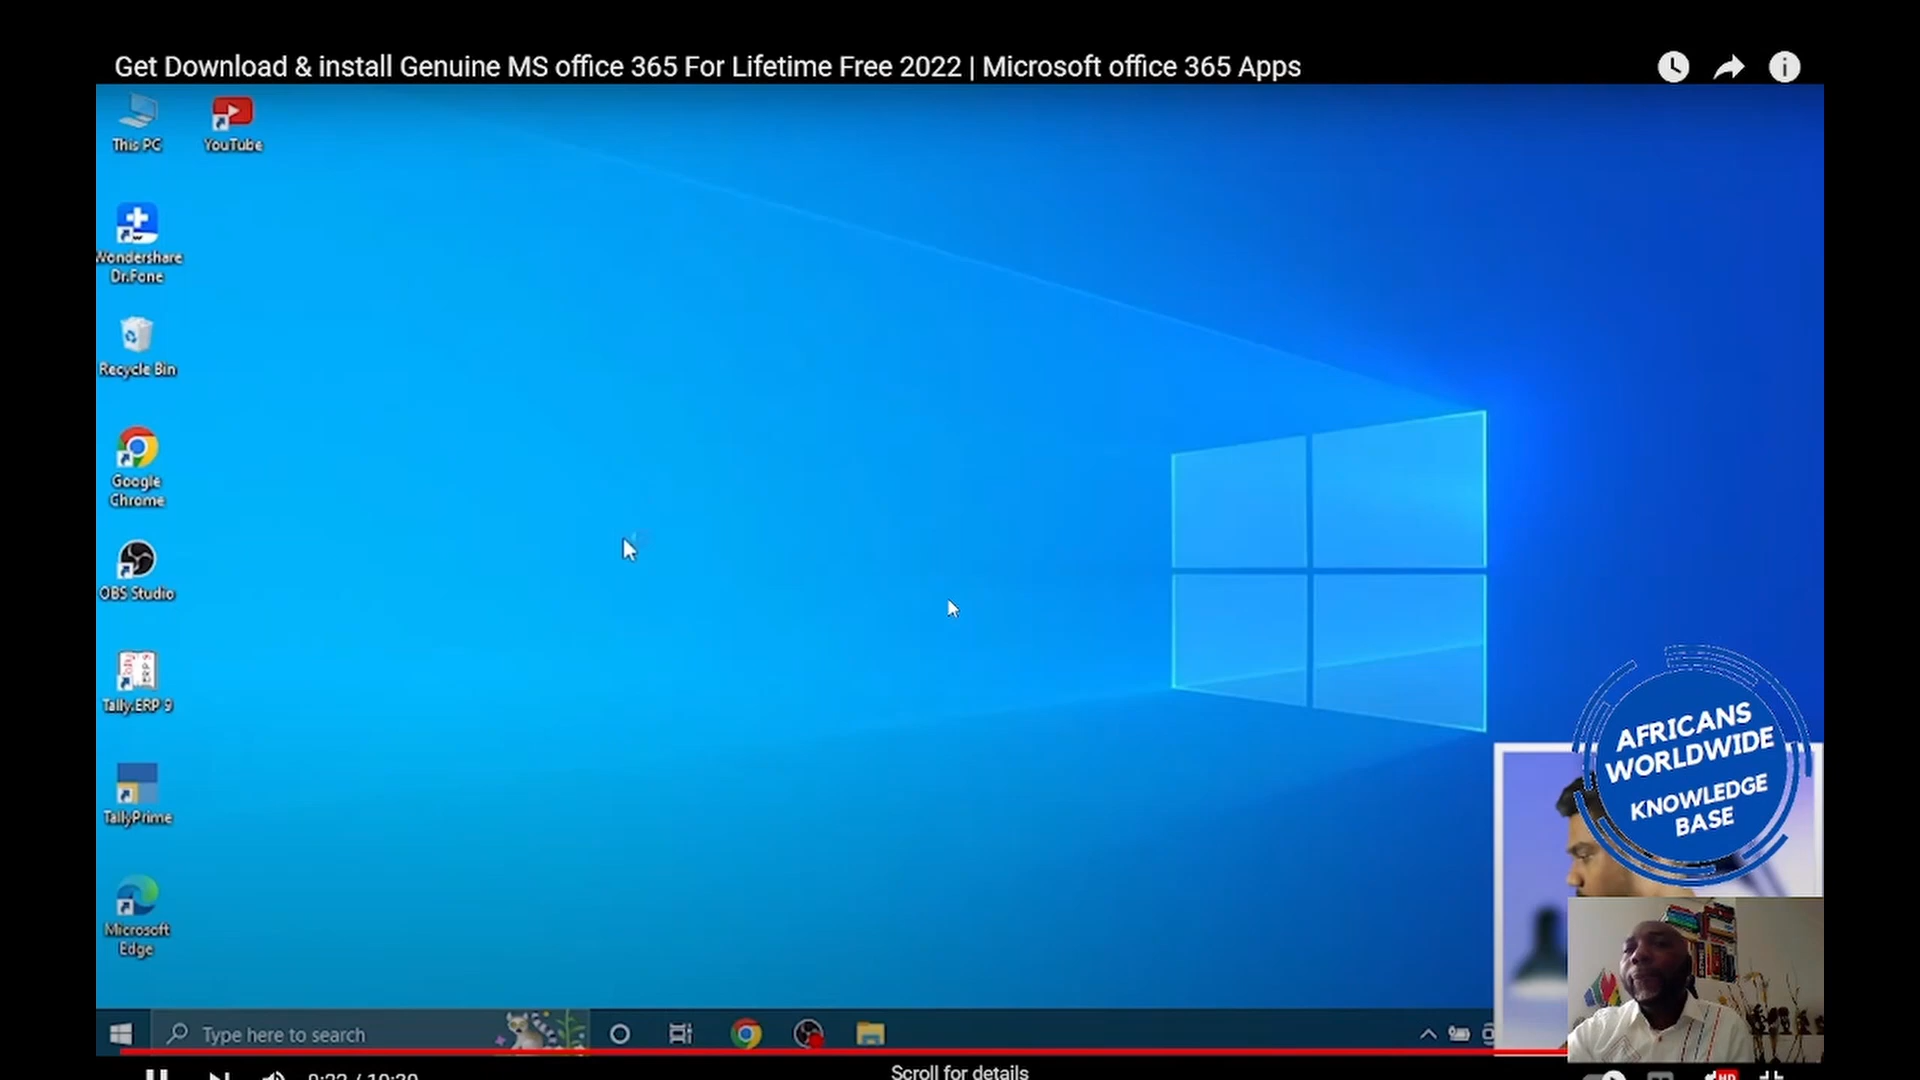 Get Download & install Genuine MS office 365 For Lifetime Free 2022 | Microsoft office 365 Apps
This PC
YouTube
Wondershare
Dr.Fone
Recycle Bin
Google
Chrome
OBS Studio
Tally.ERP 9
TallyPrime
Microsoft
Edge
AFRICANS
WORLDWIDE
KNOWLEDGE
BASE
Type here to search
Scroll for details
HD